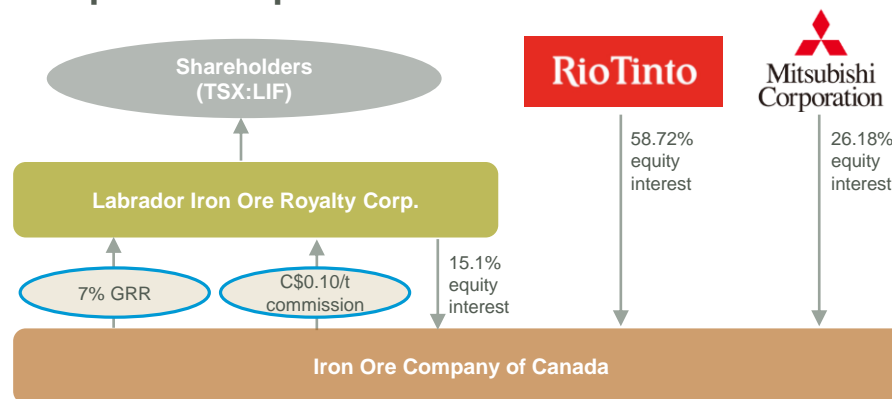 Shareholders
(TSX:LIF)
RioTinto
Mitsubishi
Corporation
58.72%
equity
interest
26.18%
equity
interest
Labrador Iron Ore Royalty Corp.
7% GRR
C$0.10/t
commission
15.1%
equity
interest
Iron Ore Company of Canada